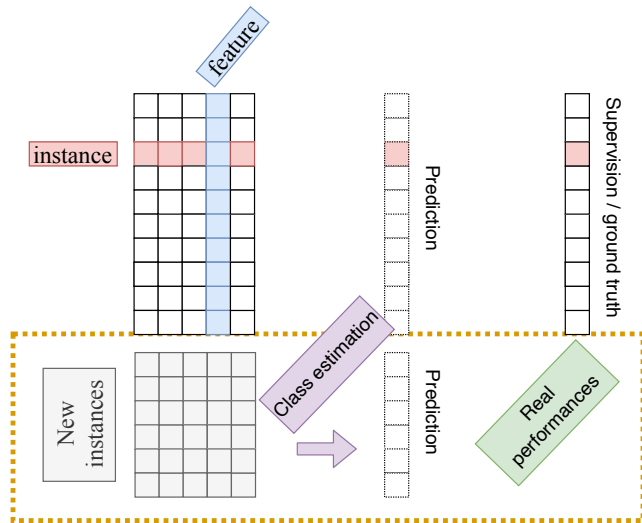 feature
instance
Prediction
Supervision / ground truth
Class estimation
New
instances
Prediction
Real
performances